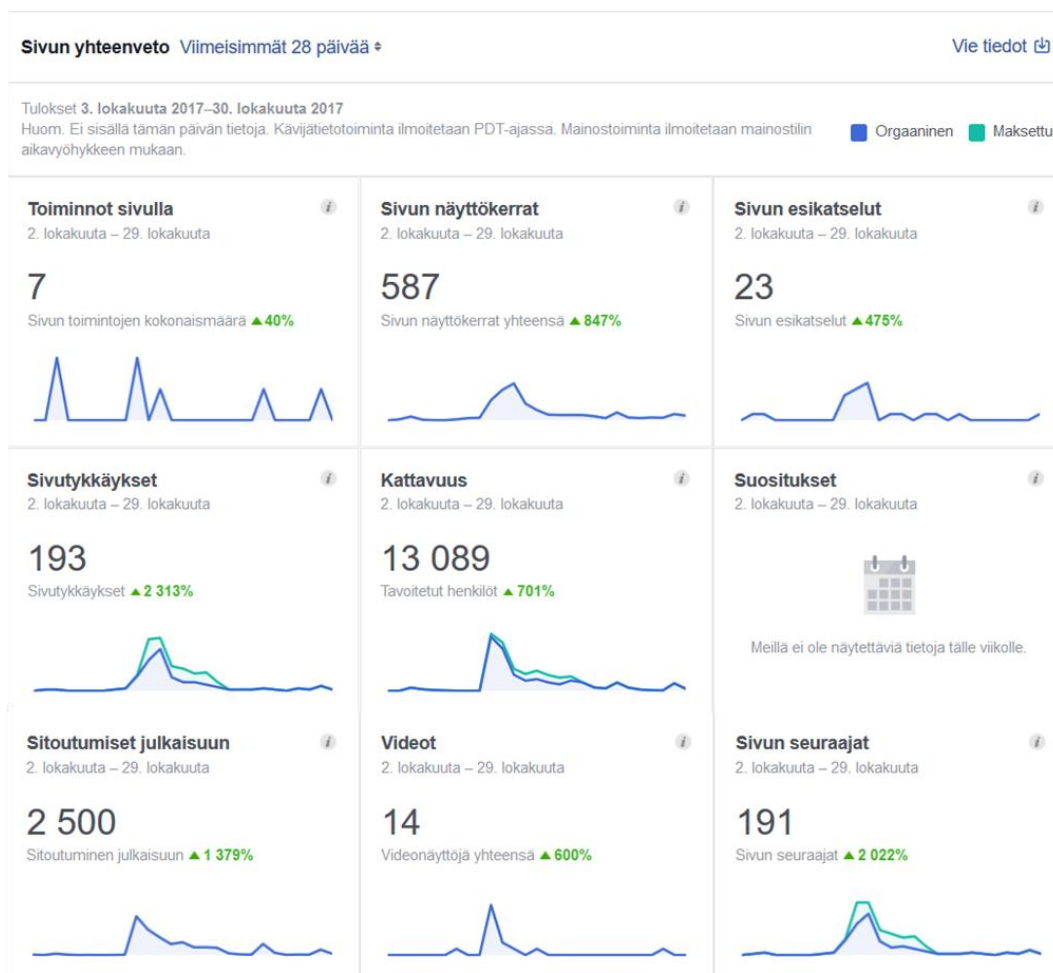 Sivun yhteenveto Viimeisimmät 28 päivää
Vie tiedot
Tulokset 3. lokakuuta 2017–30. lokakuuta 2017
Huom. Ei sisällä tämän päivän tietoja. Kävijätietotoiminta ilmoitetaan PDT-ajassa. Mainostoiminta ilmoitetaan mainostilin
aikavyöhykkeen mukaan.
Orgaaninen Maksettu
Toiminnot sivulla
2. lokakuuta – 29. lokakuuta
7
Sivun toimintojen kokonaismäärä ▲40%
Sivun näyttökerrat
2. lokakuuta – 29. lokakuuta
587
Sivun näyttökerrat yhteensä ▲847%
Sivun esikatselut
2. lokakuuta – 29. lokakuuta
23
Sivun esikatselut ▲475%
Sivutykkäykset
2. lokakuuta – 29. lokakuuta
193
Sivutykkäykset ▲2 313%
Kattavuus
2. lokakuuta – 29. lokakuuta
13 089
Tavoitetut henkilöt ▲701%
Suositukset
2. lokakuuta – 29. lokakuuta
Meillä ei ole näytettäviä tietoja tälle viikolle.
Sitoutumiset julkaisuun
2. lokakuuta – 29. lokakuuta
2 500
Sitoutuminen julkaisuun ▲1 379%
Videot
2. lokakuuta – 29. lokakuuta
14
Videonäyttöjä yhteensä ▲600%
Sivun seuraajat
2. lokakuuta – 29. lokakuuta
191
Sivun seuraajat ▲2 022%